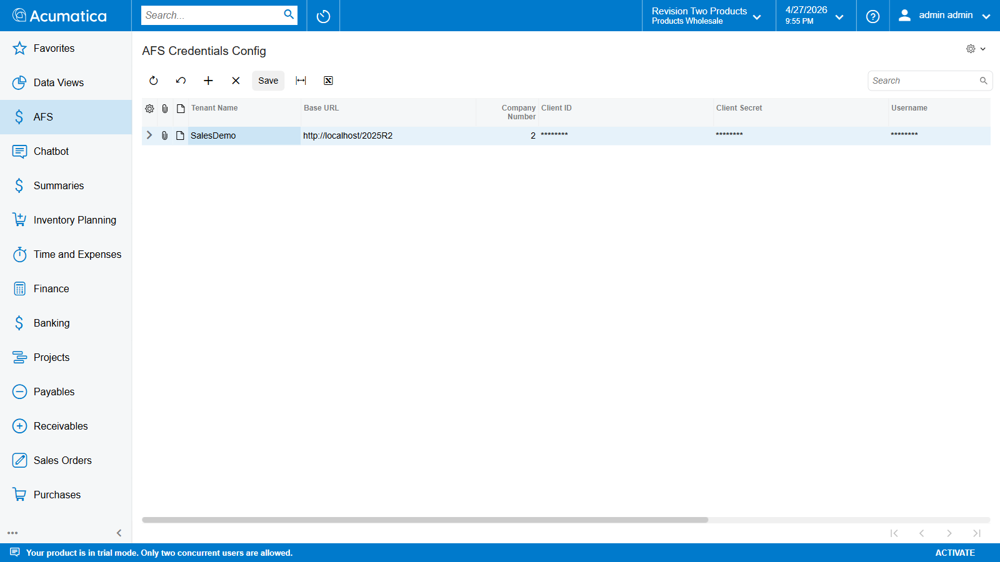 Acumatica
Search...
Revision Two Products
Products Wholesale
4/27/2026
9:55 PM
admin admin
Favorites
Data Views
AFS
Chatbot
Summaries
Inventory Planning
Time and Expenses
Finance
Banking
Projects
Payables
Receivables
Sales Orders
Purchases
AFS Credentials Config
Save
Search
Tenant Name
Base URL
Company Number
Client ID
Client Secret
Username
SalesDemo
http://localhost/2025R2
2
********
********
********
Your product is in trial mode. Only two concurrent users are allowed.
ACTIVATE